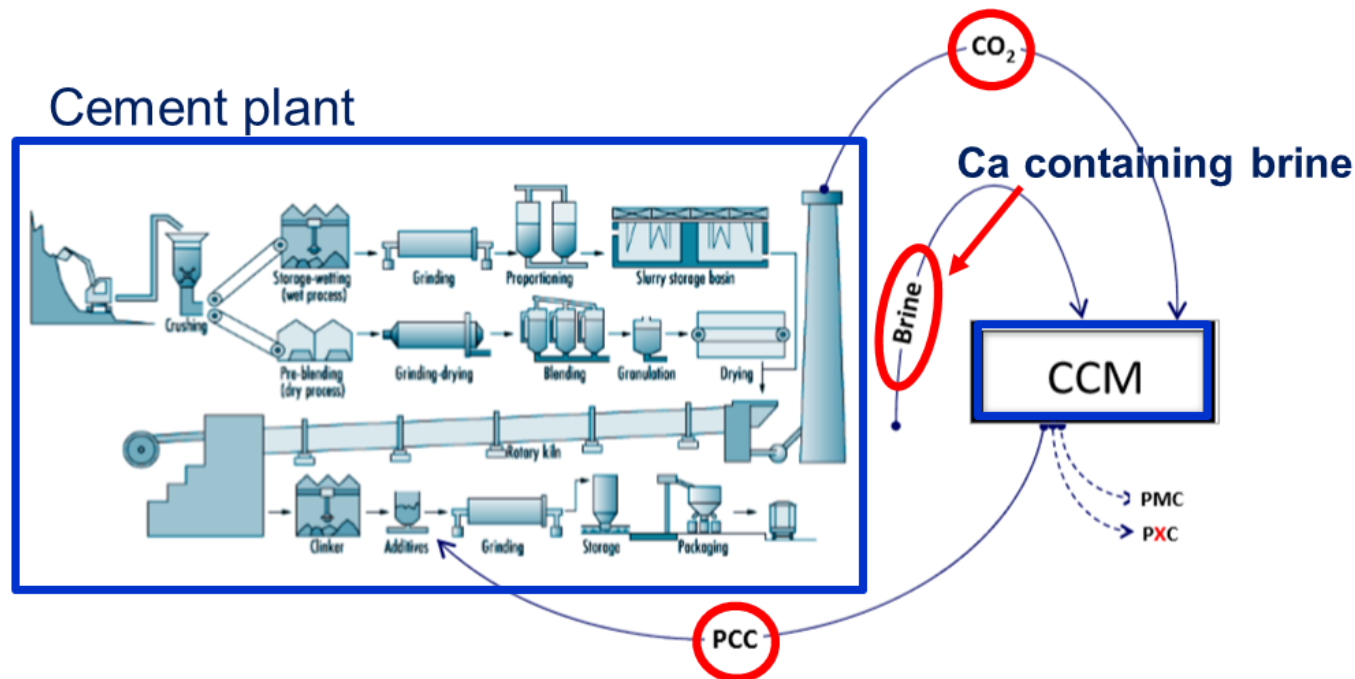 Cement plant
CO2
Ca containing brine
Brine
Crushing
Storage-wetting
(wet process)
Grinding
Proportioning
Slurry storage basin
Pre-blending
(dry process)
Grinding-drying
Blending
Granulation
Drying
CCM
Rotary kiln
Clinker
Additives
Grinding
Storage
Packaging
PMC
PXC
PCC